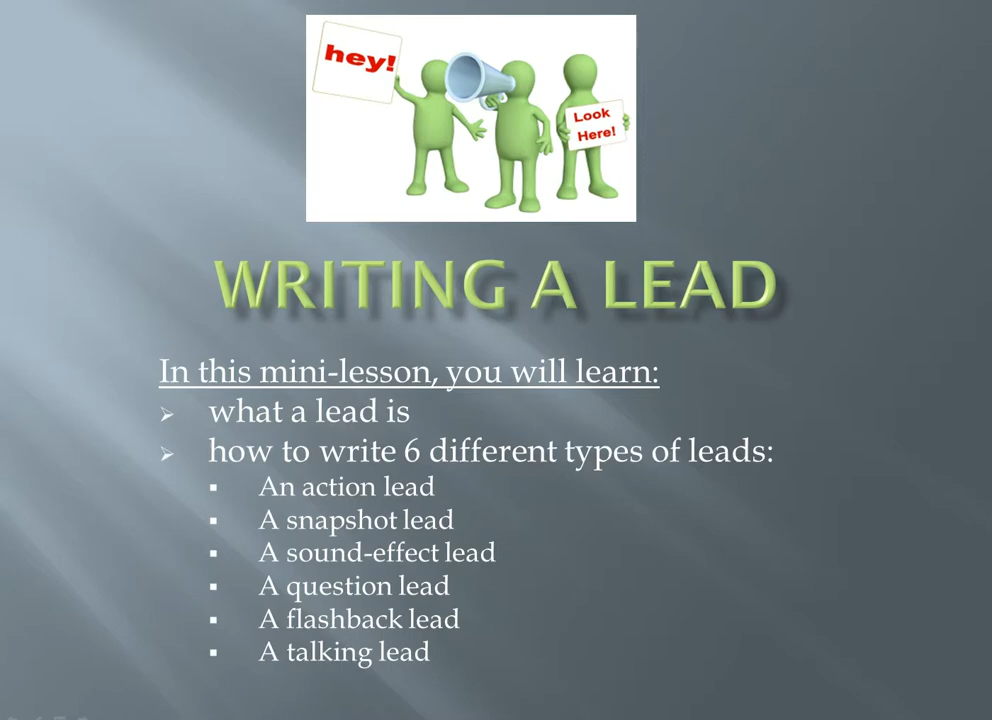 hey!
Look
Here!
WRITING A LEAD
In this mini-lesson, you will learn:
what a lead is
how to write 6 different types of leads:
An action lead
A snapshot lead
A sound-effect lead
A question lead
A flashback lead
A talking lead